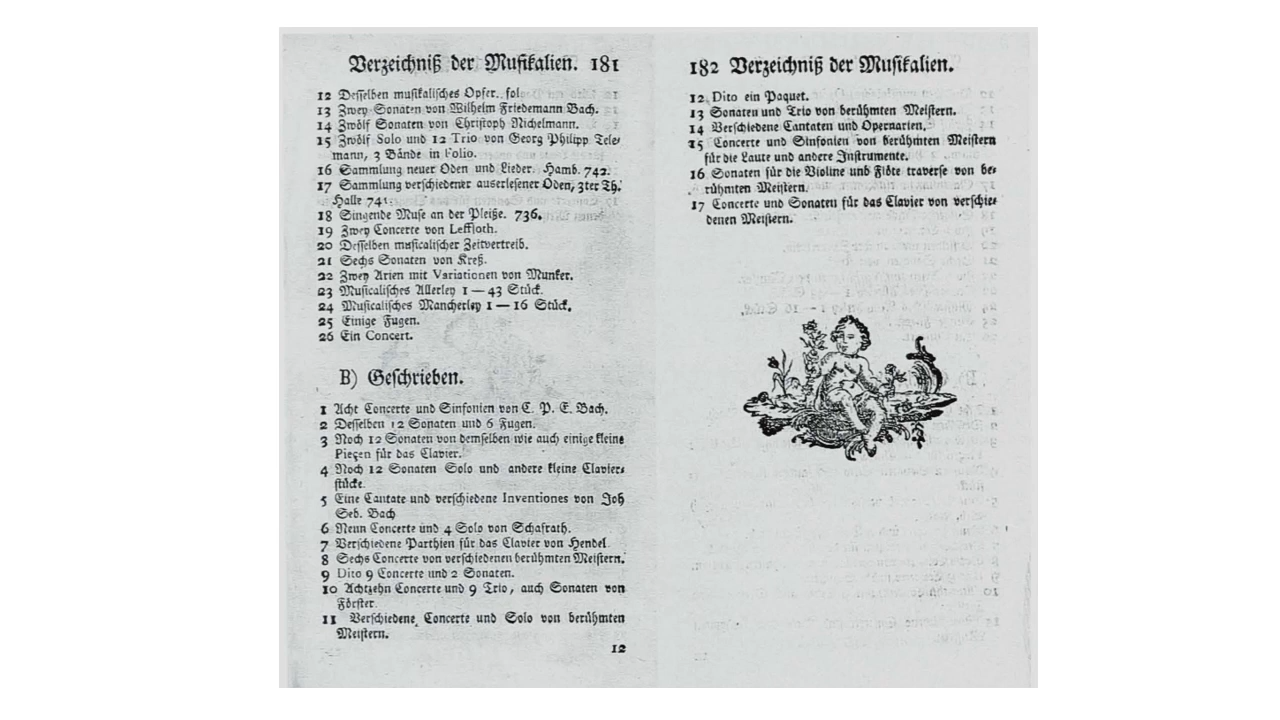 Verzeichniß der Musikalien. 181
12 Desselben musikalisches Opfer. fol.
13 Zwey Sonaten von Wilhelm Friedemann Bach.
14 Zwölf Sonaten von Christoph Nichelmann.
15 Zwölf Solo und 12 Trio von Georg Philipp Tele-
mann, 3 Bände in Folio.
16 Sammlung neuer Oden und Lieder. Hamb. 742.
17 Sammlung verschiedener auserlesener Oden, 3ter Th.
Halle 741.
18 Singende Muse an der Pleiße. 736.
19 Zwey Concerte von Leffloth.
20 Desselben musicalischer Zeitvertreib.
21 Sechs Sonaten von Kreß.
22 Zwey Arien mit Variationen von Munker.
23 Musicalisches Allerley 1 — 43 Stück.
24 Musicalisches Mancherley 1 — 16 Stück.
25 Einige Fugen.
26 Ein Concert.
B) Geschrieben.
1 Acht Concerte und Sinfonien von C. P. E. Bach.
2 Desselben 12 Sonaten und 6 Fugen.
3 Noch 12 Sonaten von demselben wie auch einige kleine
Pieçen für das Clavier.
4 Noch 12 Sonaten Solo und andere kleine Clavier-
stücke.
5 Eine Cantate und verschiedene Inventiones von Joh
Seb. Bach
6 Neun Concerte und 4 Solo von Schafrath.
7 Verschiedene Parthien für das Clavier von Hendel.
8 Sechs Concerte von verschiedenen berühmten Meistern.
9 Dito 9 Concerte und 2 Sonaten.
10 Achtzehn Concerte und 9 Trio, auch Sonaten von
Förster.
11 Verschiedene Concerte und Solo von berühmten
Meistern.
12
182 Verzeichniß der Musikalien.
12 Dito ein Paquet.
13 Sonaten und Trio von berühmten Meistern.
14 Verschiedene Cantaten und Opernarien.
15 Concerte und Sinfonien von berühmten Meistern
für die Laute und andere Instrumente.
16 Sonaten für die Violine und Flöte traverse von be-
rühmten Meistern.
17 Concerte und Sonaten für das Clavier von verschie-
denen Meistern.